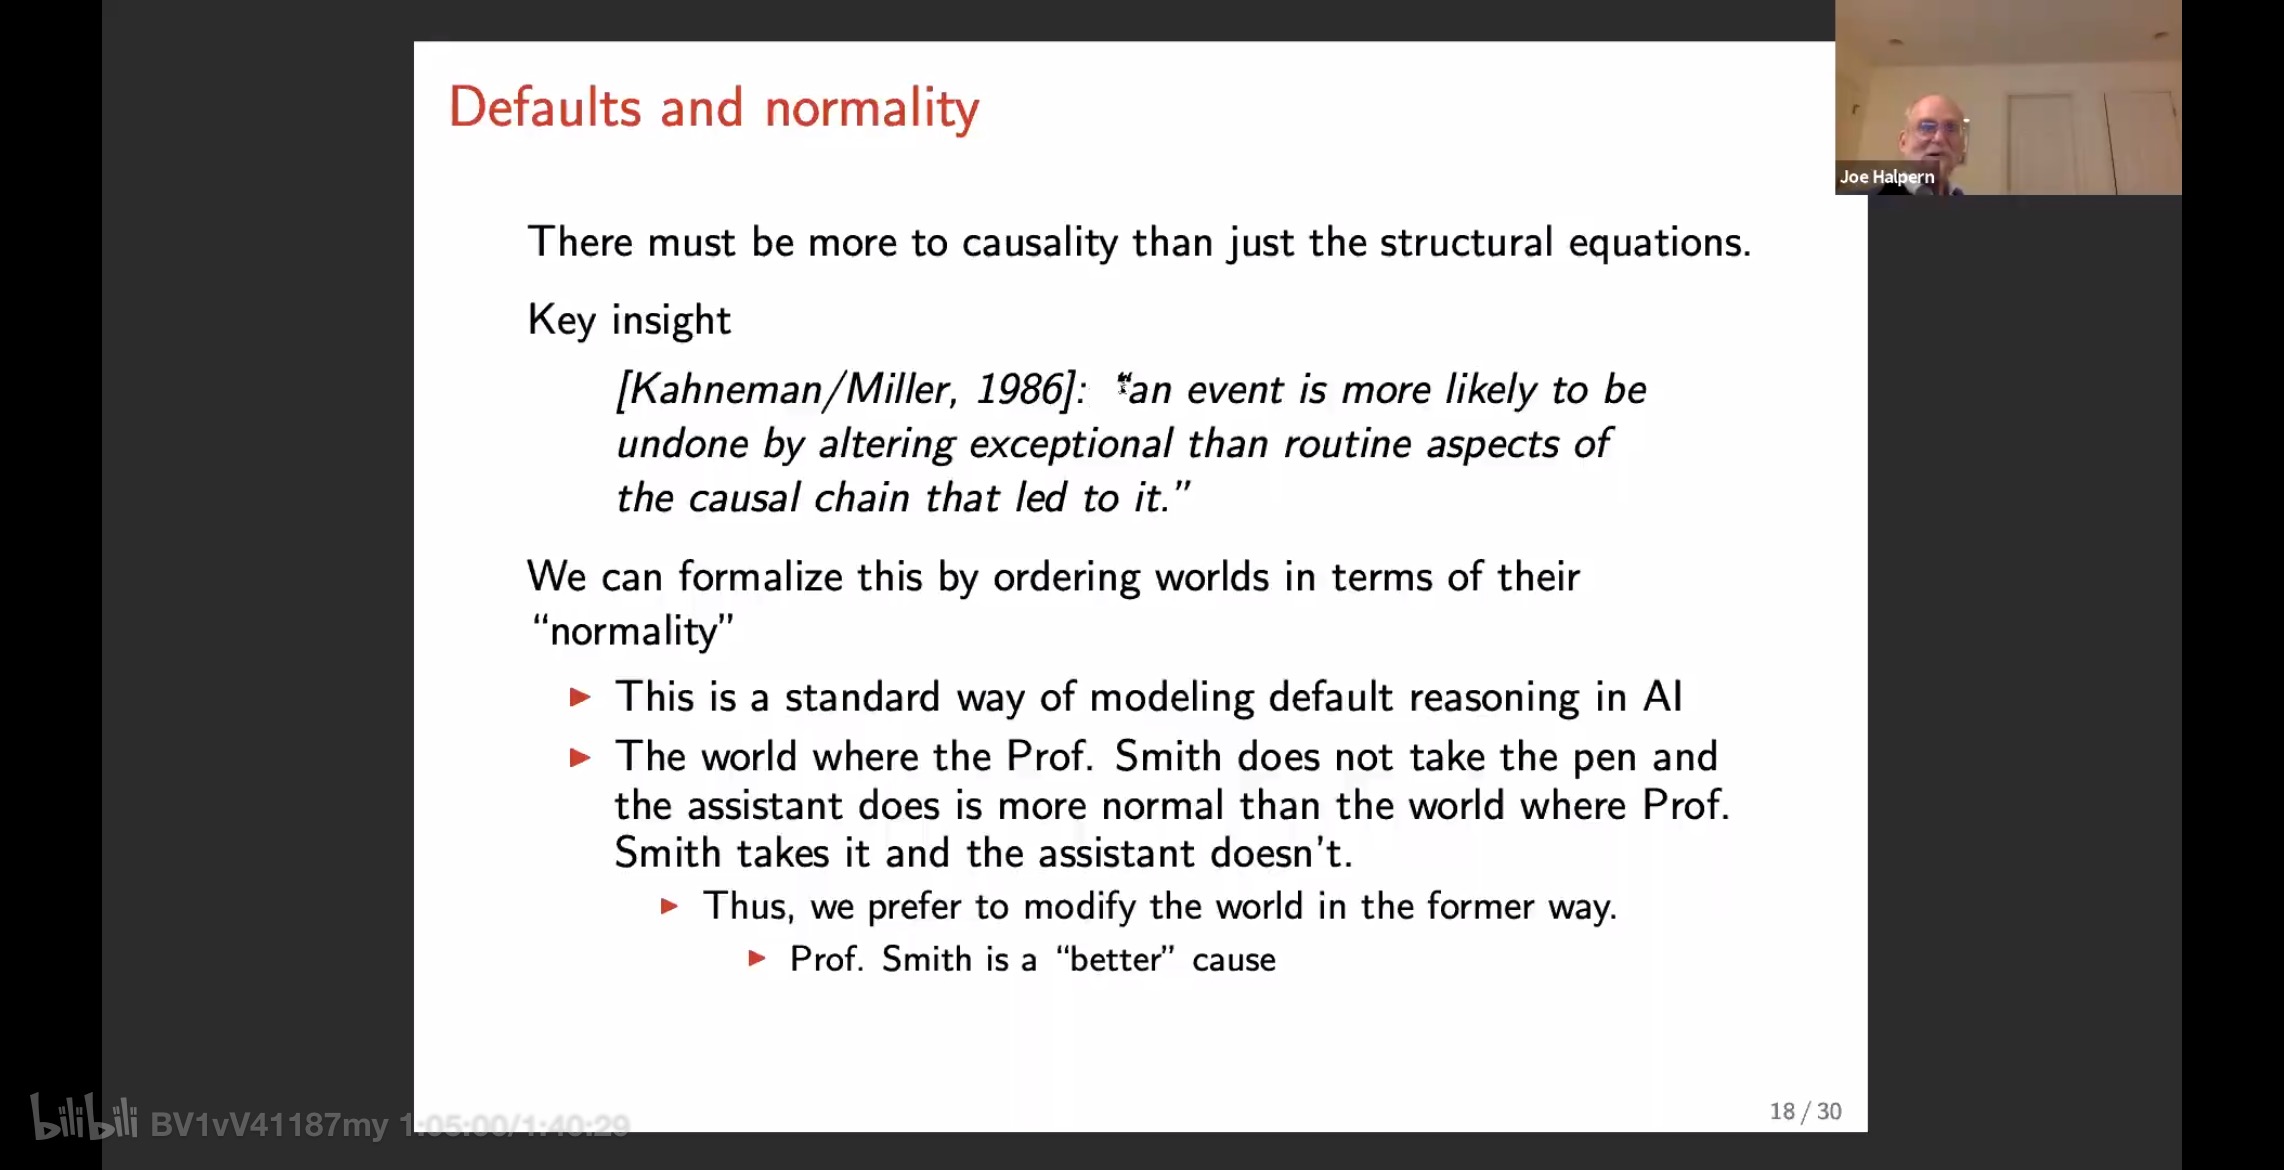 Defaults and normality
Joe Halpern
There must be more to causality than just the structural equations.
Key insight
[Kahneman/Miller, 1986]: “an event is more likely to be
undone by altering exceptional than routine aspects of
the causal chain that led to it.”
We can formalize this by ordering worlds in terms of their
“normality”
▶ This is a standard way of modeling default reasoning in AI
▶ The world where the Prof. Smith does not take the pen and
the assistant does is more normal than the world where Prof.
Smith takes it and the assistant doesn’t.
▶ Thus, we prefer to modify the world in the former way.
▶ Prof. Smith is a “better” cause
18 / 30
bilibili BV1vV41187my 1:05:00/1:40:29